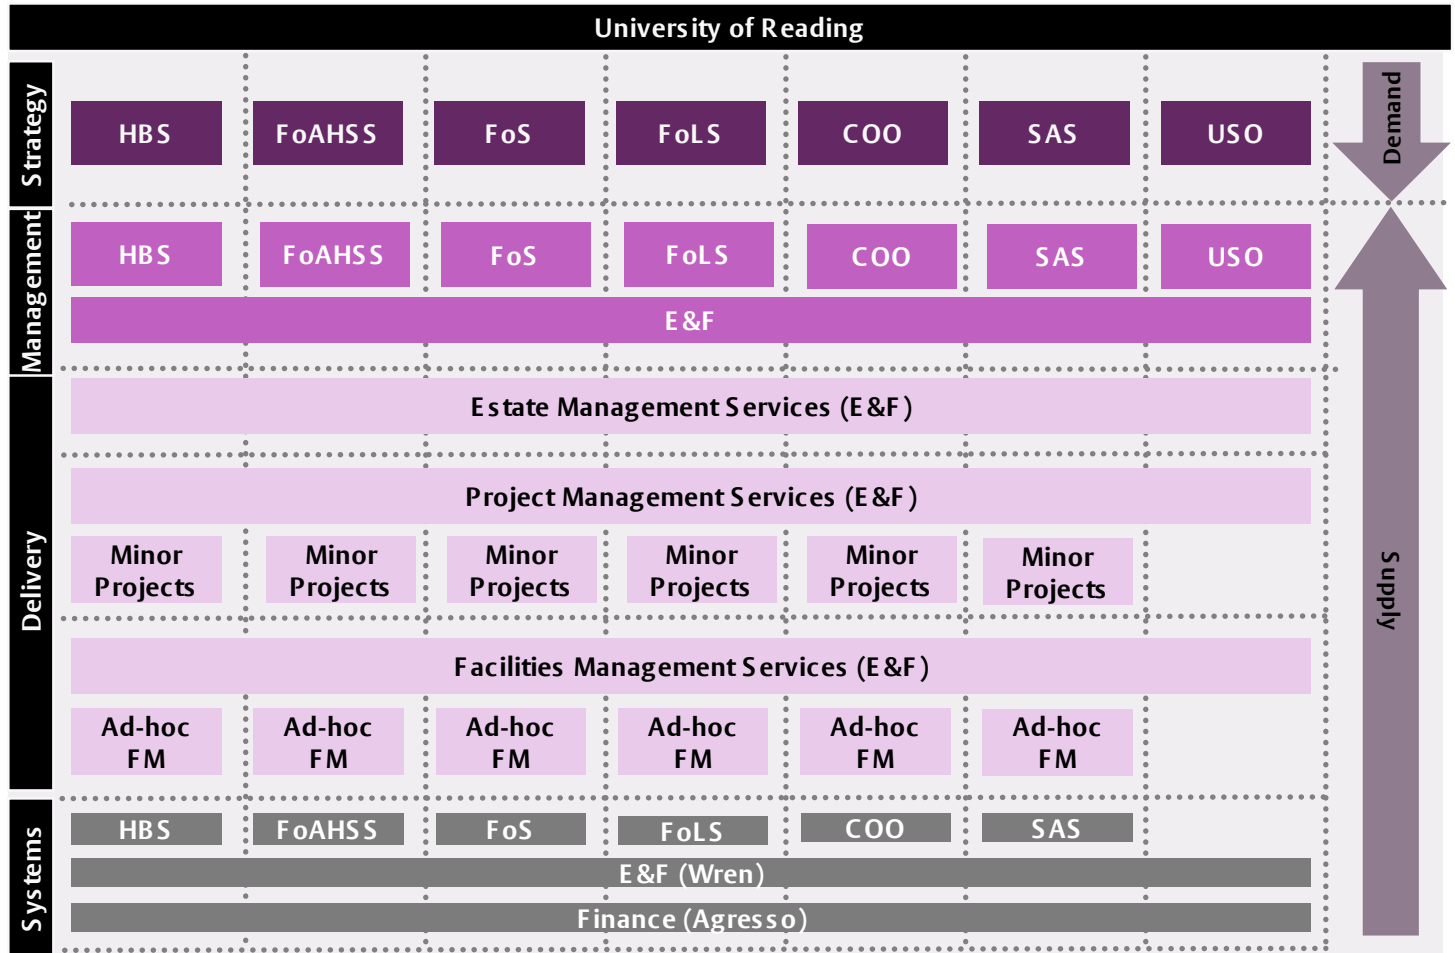 University of Reading
Strategy
HBS FoAHSS FoS FoLS COO SAS USO
Demand
Management
HBS FoAHSS FoS FoLS COO SAS USO
E&F
Delivery
Estate Management Services (E&F)
Project Management Services (E&F)
Minor Projects
Minor Projects
Minor Projects
Minor Projects
Minor Projects
Minor Projects
Supply
Facilities Management Services (E&F)
Ad-hoc FM
Ad-hoc FM
Ad-hoc FM
Ad-hoc FM
Ad-hoc FM
Ad-hoc FM
Systems
HBS FoAHSS FoS FoLS COO SAS
E&F (Wren)
Finance (Agresso)